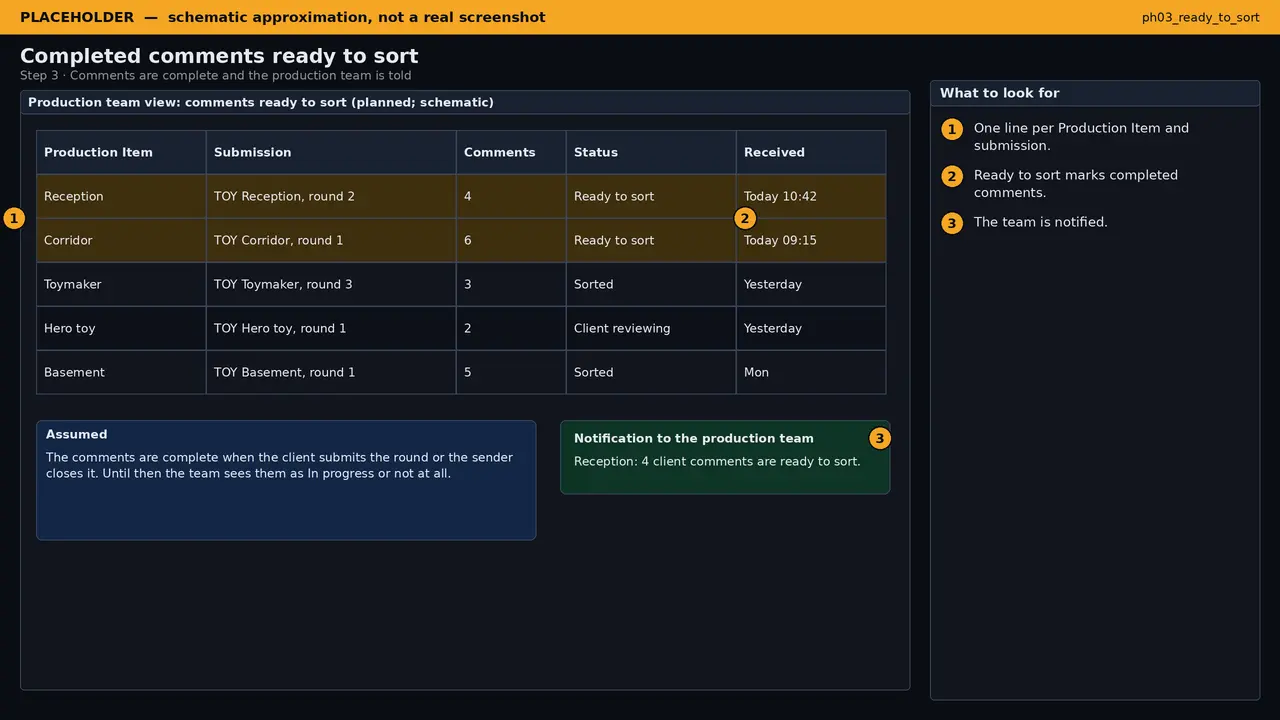 PLACEHOLDER — schematic approximation, not a real screenshot
ph03_ready_to_sort
Completed comments ready to sort
Step 3 · Comments are complete and the production team is told
Production team view: comments ready to sort (planned; schematic)
Production Item Submission Comments Status Received
Reception TOY Reception, round 2 4 Ready to sort Today 10:42
1
2
Corridor TOY Corridor, round 1 6 Ready to sort Today 09:15
Toymaker TOY Toymaker, round 3 3 Sorted Yesterday
Hero toy TOY Hero toy, round 1 2 Client reviewing Yesterday
Basement TOY Basement, round 1 5 Sorted Mon
Assumed
The comments are complete when the client submits the round or the sender
closes it. Until then the team sees them as In progress or not at all.
Notification to the production team
3
Reception: 4 client comments are ready to sort.
What to look for
1 One line per Production Item and
submission.
2 Ready to sort marks completed
comments.
3 The team is notified.